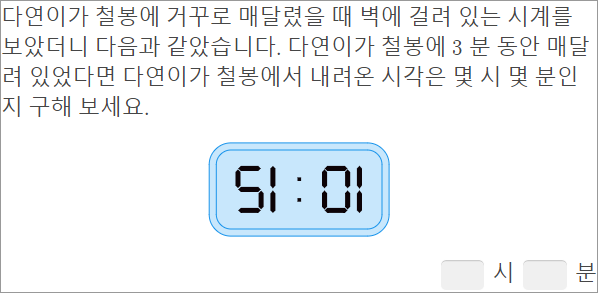 다연이가 철봉에 거꾸로 매달렸을 때 벽에 걸려 있는 시계를
보았더니 다음과 같았습니다. 다연이가 철봉에 3 분 동안 매달
려 있었다면 다연이가 철봉에서 내려온 시각은 몇 시 몇 분인
지 구해 보세요.
51 : 01
시 분